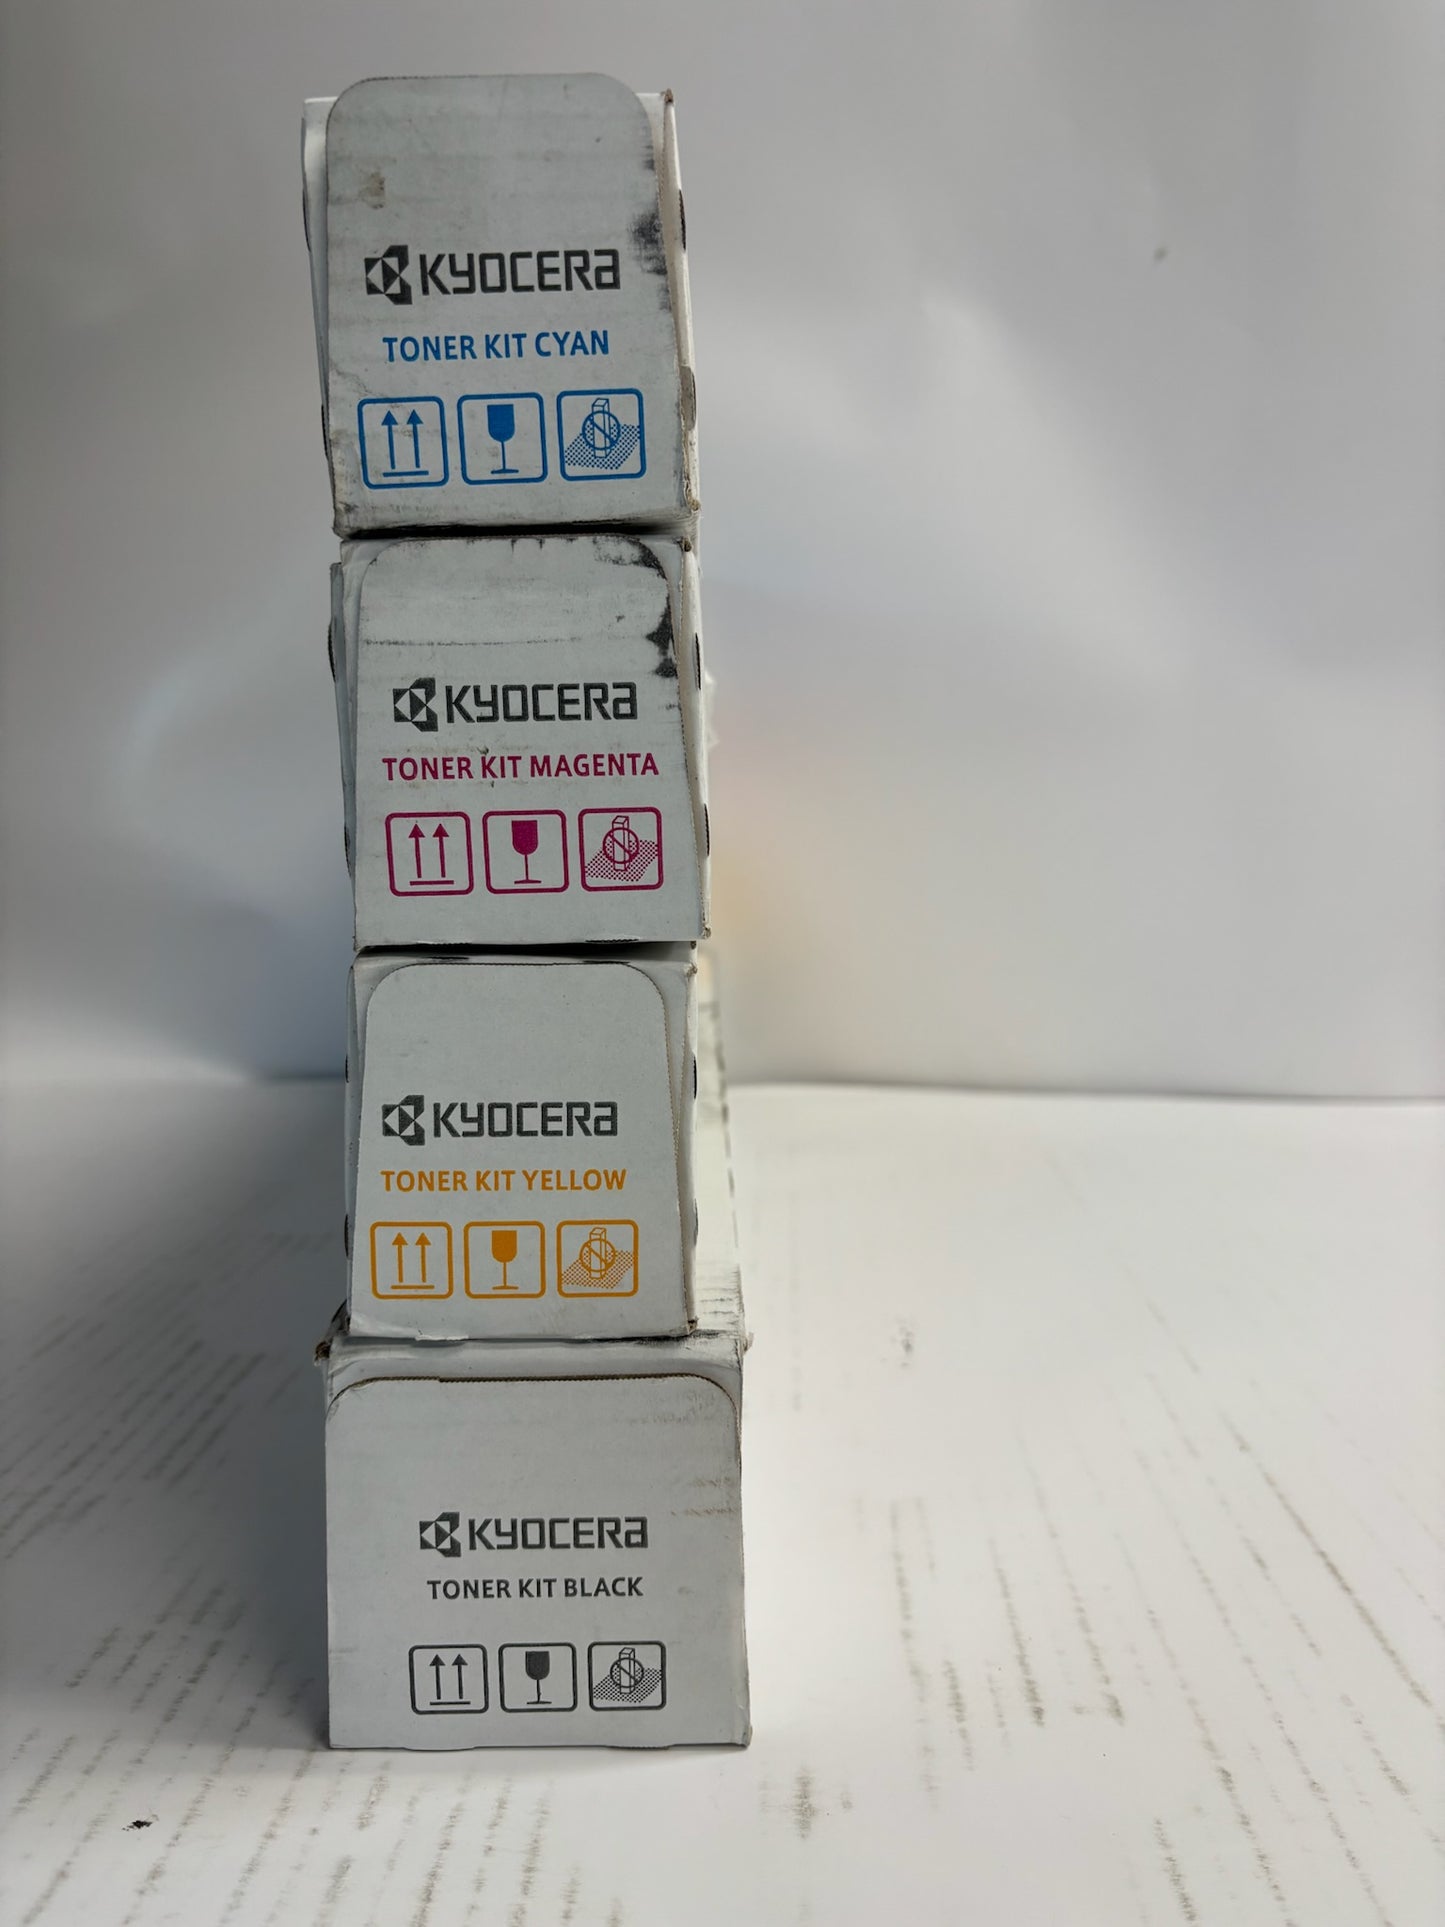 KYOCERA
TONER KIT CYAN
KYOCERA
TONER KIT MAGENTA
KYOCERA
TONER KIT YELLOW
KYOCERA
TONER KIT BLACK